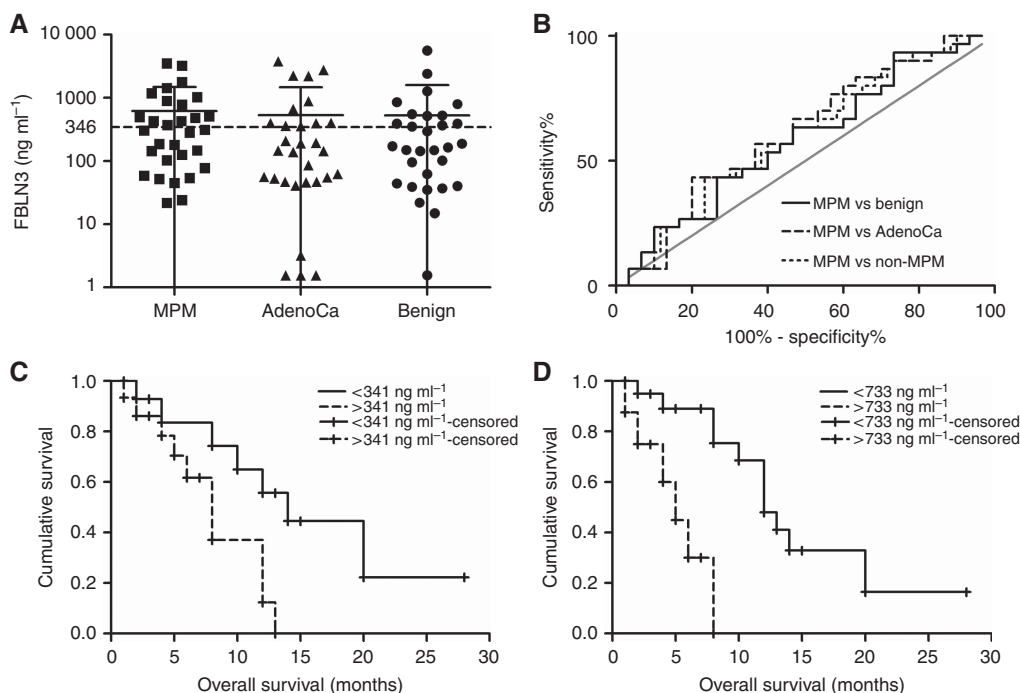 A
10 000
1000
346
100
10
1
FBLN3 (ng ml⁻¹)
MPM
AdenoCa
Benign
B
100
50
0
Sensitivity%
MPM vs benign
MPM vs AdenoCa
MPM vs non-MPM
0 20 40 60 80 100
100% - specificity%
C
1.0
0.8
0.6
0.4
0.2
0.0
Cumulative survival
<341 ng ml⁻¹
>341 ng ml⁻¹
<341 ng ml⁻¹-censored
>341 ng ml⁻¹-censored
0 5 10 15 20 25 30
Overall survival (months)
D
1.0
0.8
0.6
0.4
0.2
0.0
Cumulative survival
<733 ng ml⁻¹
>733 ng ml⁻¹
<733 ng ml⁻¹-censored
>733 ng ml⁻¹-censored
0 5 10 15 20 25 30
Overall survival (months)